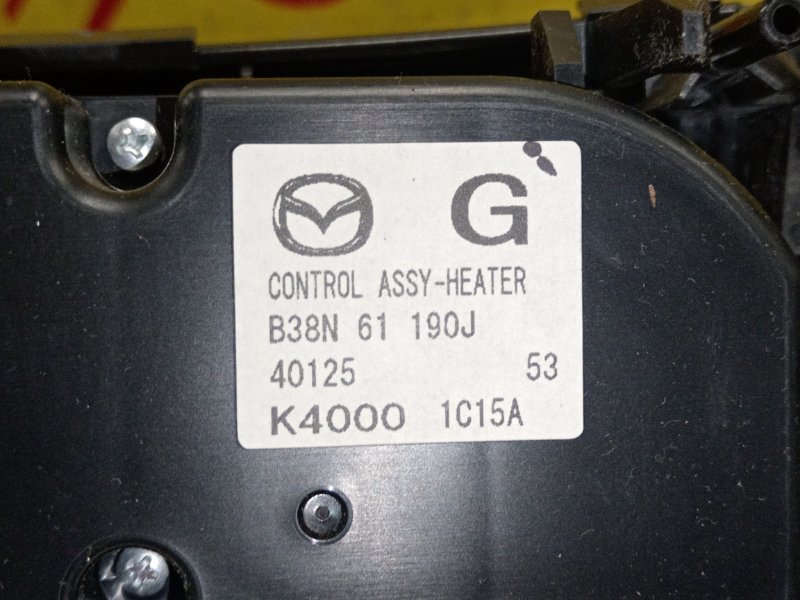 G
CONTROL ASSY-HEATER
B38N 61 190J
40125 53
K4000 1C15A